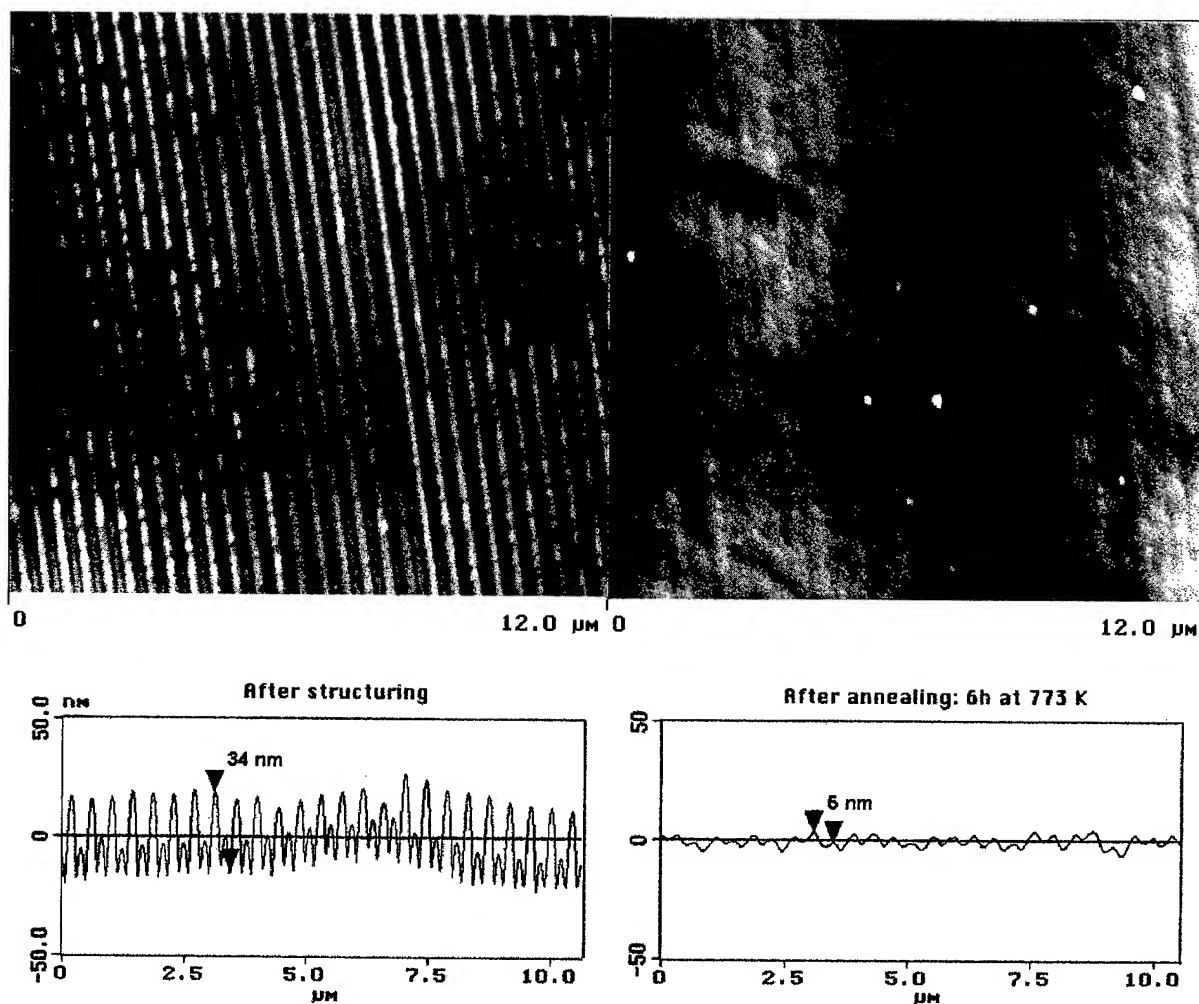 0 12.0 µM 0 12.0 µM
After structuring
After annealing: 6h at 773 K
nM
50.0
34 nm
0
-50.0
0 2.5 5.0 7.5 10.0
µM
50
6 nm
0
-50
0 2.5 5.0 7.5 10.0
µM